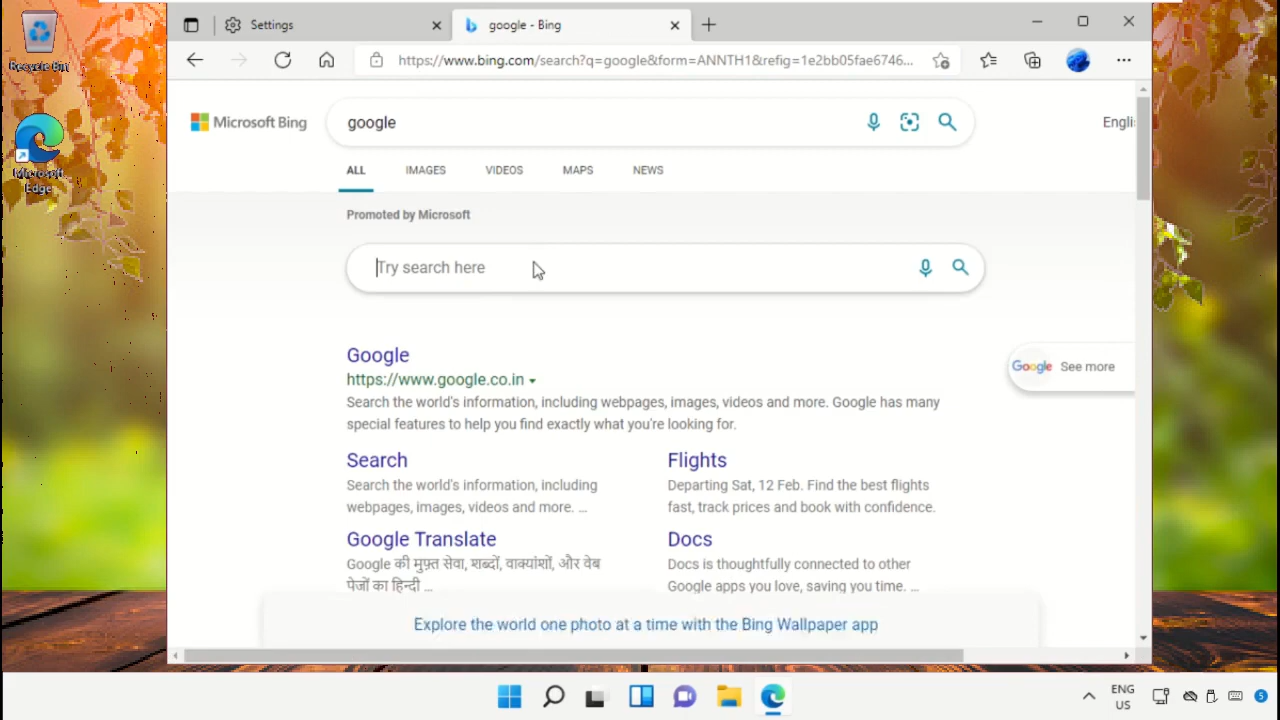 Recycle Bin
Microsoft
Edge
Settings
google - Bing
https://www.bing.com/search?q=google&form=ANNTH1&refig=1e2bb05fae6746...
Microsoft Bing
google
Englis
ALL
IMAGES
VIDEOS
MAPS
NEWS
Promoted by Microsoft
Try search here
Google
https://www.google.co.in
Search the world's information, including webpages, images, videos and more. Google has many
special features to help you find exactly what you're looking for.
Google See more
Search
Search the world's information, including
webpages, images, videos and more. ...
Flights
Departing Sat, 12 Feb. Find the best flights
fast, track prices and book with confidence.
Google Translate
Google की मुफ़्त सेवा, शब्दों, वाक्यांशों, और वेब
पेजों का हिन्दी ...
Docs
Docs is thoughtfully connected to other
Google apps you love, saving you time. ...
Explore the world one photo at a time with the Bing Wallpaper app
ENG
US
5